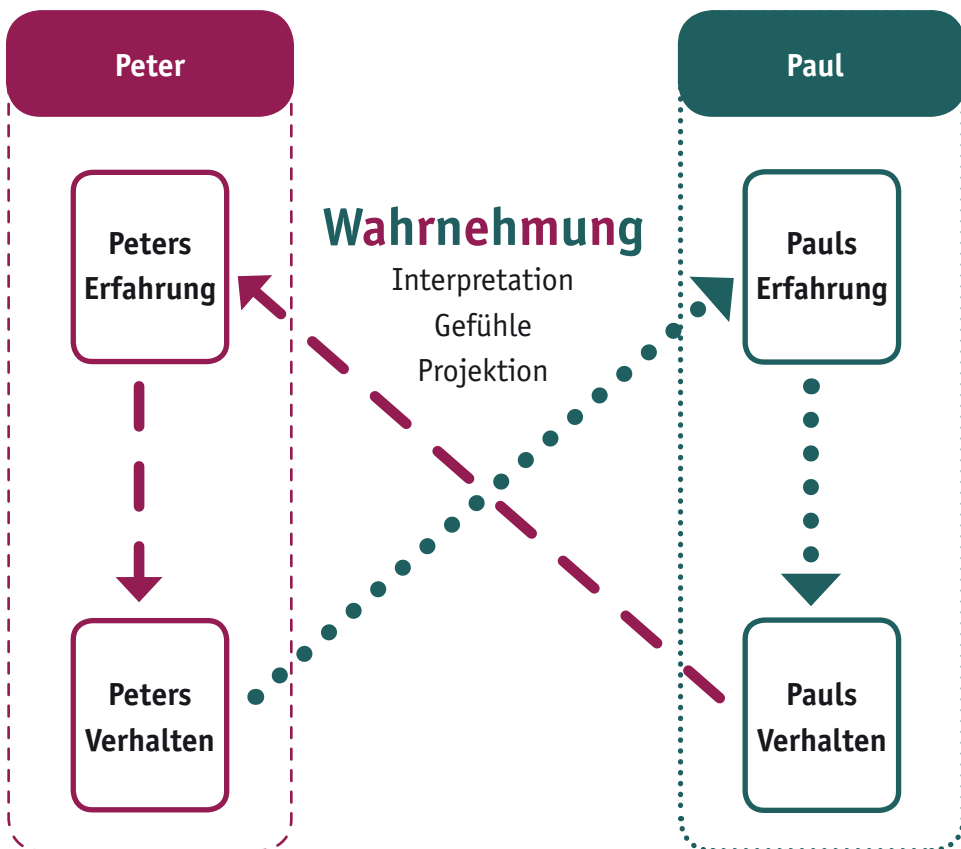 Peter
Paul
Peters
Erfahrung
Wahrnehmung
Interpretation
Gefühle
Projektion
Pauls
Erfahrung
Peters
Verhalten
Pauls
Verhalten